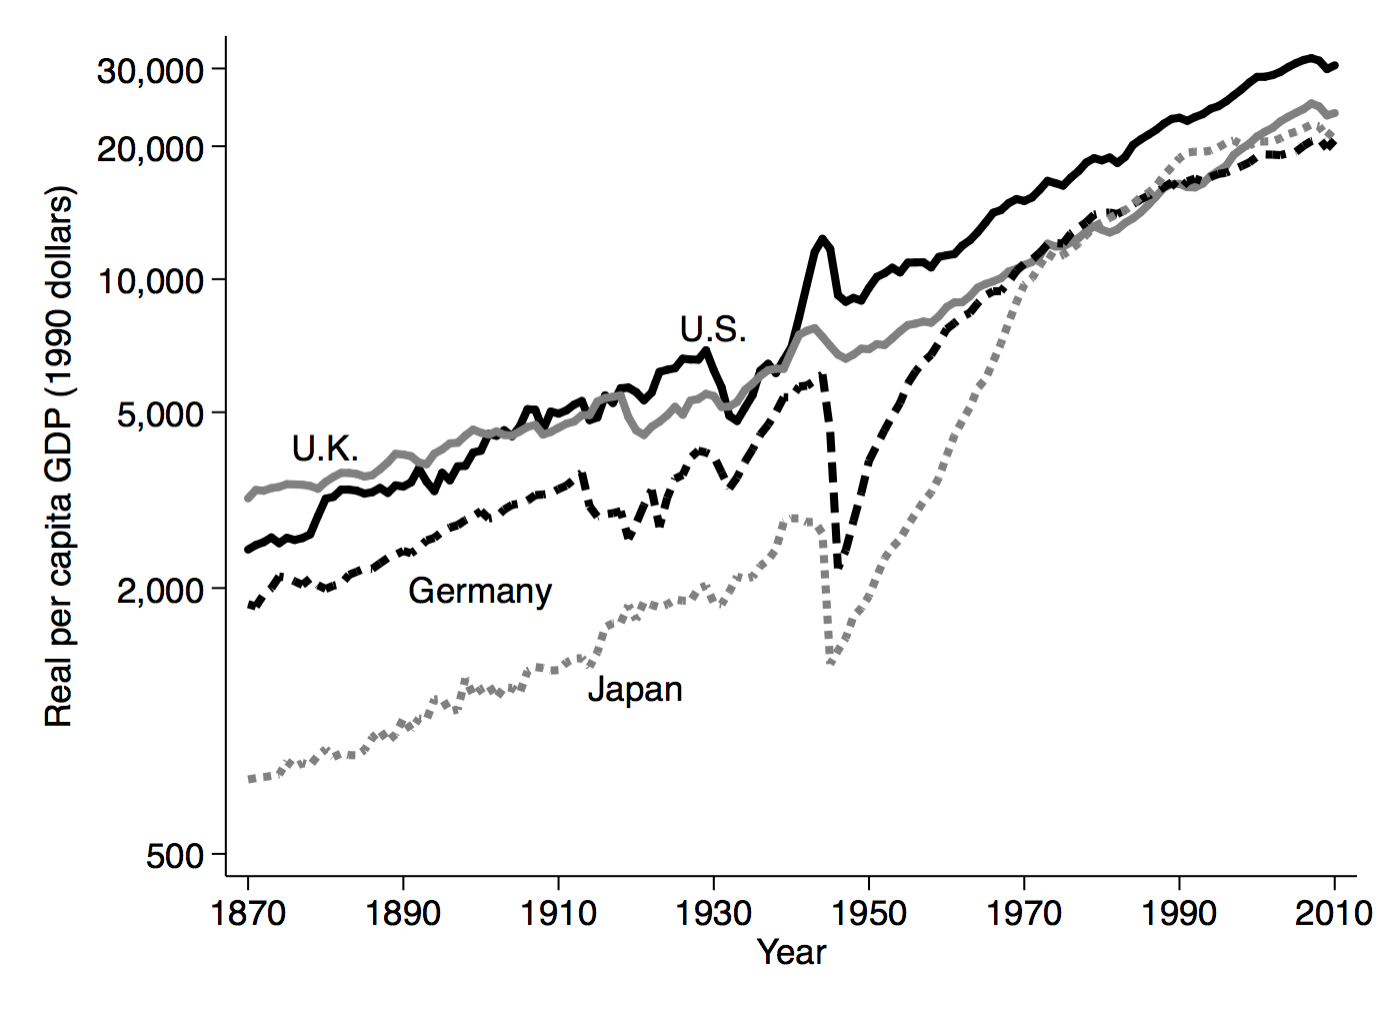 Real per capita GDP (1990 dollars)
30,000
20,000
10,000
5,000
2,000
500
U.S.
U.K.
Germany
Japan
1870 1890 1910 1930 1950 1970 1990 2010
Year